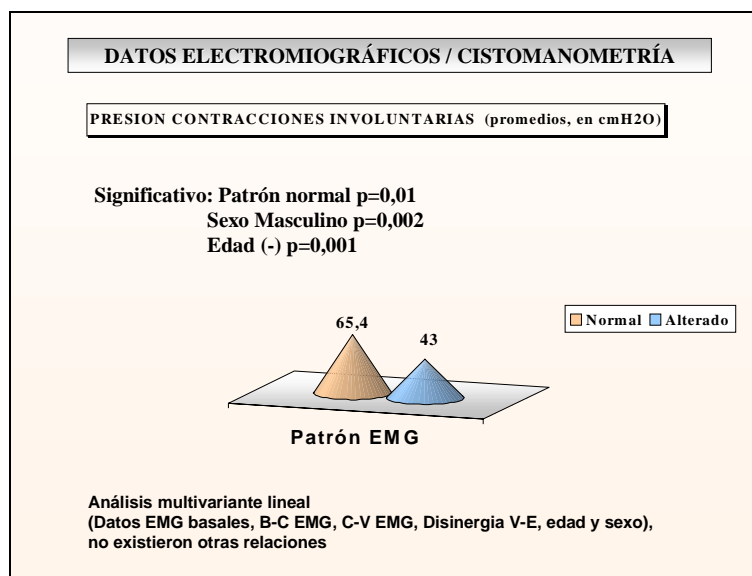 DATOS ELECTROMIOGRÁFICOS / CISTOMANOMETRÍA
PRESION CONTRACCIONES INVOLUNTARIAS (promedios, en cmH2O)
Significativo: Patrón normal p=0,01
Sexo Masculino p=0,002
Edad (-) p=0,001
65,4
43
Normal Alterado
Patrón EMG
Análisis multivariante lineal
(Datos EMG basales, B-C EMG, C-V EMG, Disinergia V-E, edad y sexo),
no existieron otras relaciones